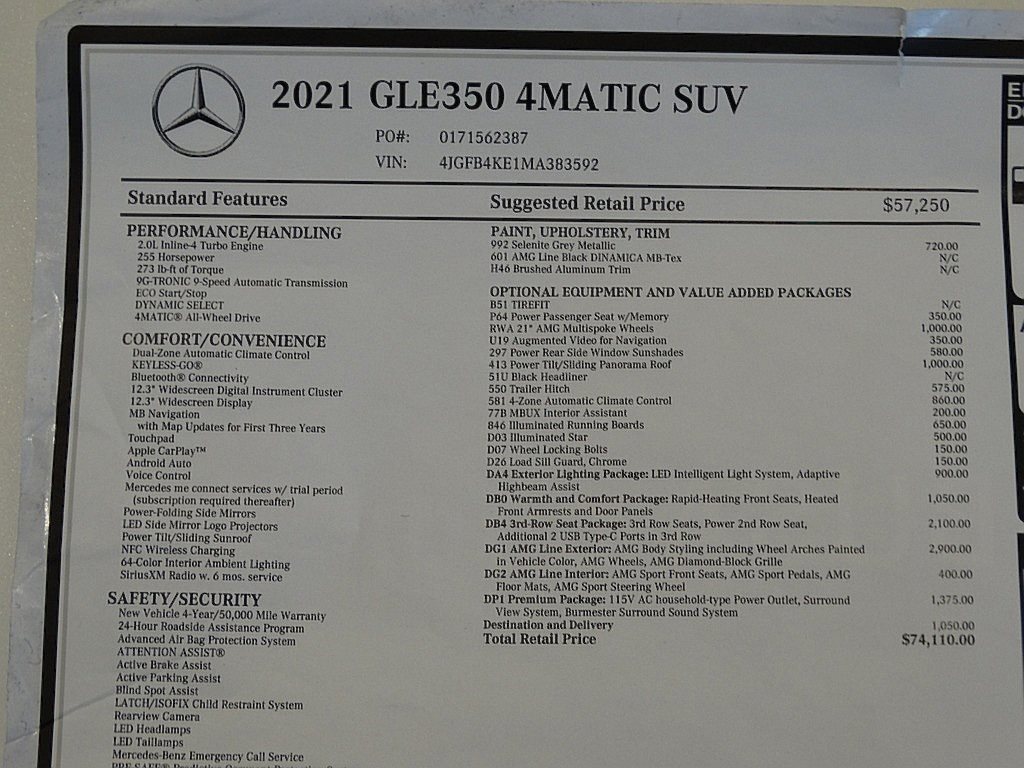 2021 GLE350 4MATIC SUV
PO#: 0171562387
VIN: 4JGFB4KE1MA383592
Standard Features
PERFORMANCE/HANDLING
2.0L Inline-4 Turbo Engine
255 Horsepower
273 lb-ft of Torque
9G-TRONIC 9-Speed Automatic Transmission
ECO Start/Stop
DYNAMIC SELECT
4MATIC® All-Wheel Drive
COMFORT/CONVENIENCE
Dual-Zone Automatic Climate Control
KEYLESS-GO®
Bluetooth® Connectivity
12.3" Widescreen Digital Instrument Cluster
12.3" Widescreen Display
MB Navigation
with Map Updates for First Three Years
Touchpad
Apple CarPlay™
Android Auto
Voice Control
Mercedes me connect services w/ trial period
(subscription required thereafter)
Power-Folding Side Mirrors
LED Side Mirror Logo Projectors
Power Tilt/Sliding Sunroof
NFC Wireless Charging
64-Color Interior Ambient Lighting
SiriusXM Radio w. 6 mos. service
SAFETY/SECURITY
New Vehicle 4-Year/50,000 Mile Warranty
24-Hour Roadside Assistance Program
Advanced Air Bag Protection System
ATTENTION ASSIST®
Active Brake Assist
Active Parking Assist
Blind Spot Assist
LATCH/ISOFIX Child Restraint System
Rearview Camera
LED Headlamps
LED Taillamps
Mercedes-Benz Emergency Call Service
Suggested Retail Price $57,250
PAINT, UPHOLSTERY, TRIM
992 Selenite Grey Metallic 720.00
601 AMG Line Black DINAMICA MB-Tex N/C
H46 Brushed Aluminum Trim N/C
OPTIONAL EQUIPMENT AND VALUE ADDED PACKAGES
B51 TIREFIT N/C
P64 Power Passenger Seat w/Memory 350.00
RWA 21" AMG Multispoke Wheels 1,000.00
U19 Augmented Video for Navigation 350.00
297 Power Rear Side Window Sunshades 580.00
413 Power Tilt/Sliding Panorama Roof 1,000.00
51U Black Headliner N/C
550 Trailer Hitch 575.00
581 4-Zone Automatic Climate Control 860.00
77B MBUX Interior Assistant 200.00
846 Illuminated Running Boards 650.00
D03 Illuminated Star 500.00
D07 Wheel Locking Bolts 150.00
D26 Load Sill Guard, Chrome 150.00
DA4 Exterior Lighting Package: LED Intelligent Light System, Adaptive 900.00
Highbeam Assist
DB0 Warmth and Comfort Package: Rapid-Heating Front Seats, Heated 1,050.00
Front Armrests and Door Panels
DB4 3rd-Row Seat Package: 3rd Row Seats, Power 2nd Row Seat, 2,100.00
Additional 2 USB Type-C Ports in 3rd Row
DG1 AMG Line Exterior: AMG Body Styling including Wheel Arches Painted 2,900.00
in Vehicle Color, AMG Wheels, AMG Diamond-Block Grille
DG2 AMG Line Interior: AMG Sport Front Seats, AMG Sport Pedals, AMG 400.00
Floor Mats, AMG Sport Steering Wheel
DP1 Premium Package: 115V AC household-type Power Outlet, Surround 1,375.00
View System, Burmester Surround Sound System
Destination and Delivery 1,050.00
Total Retail Price $74,110.00